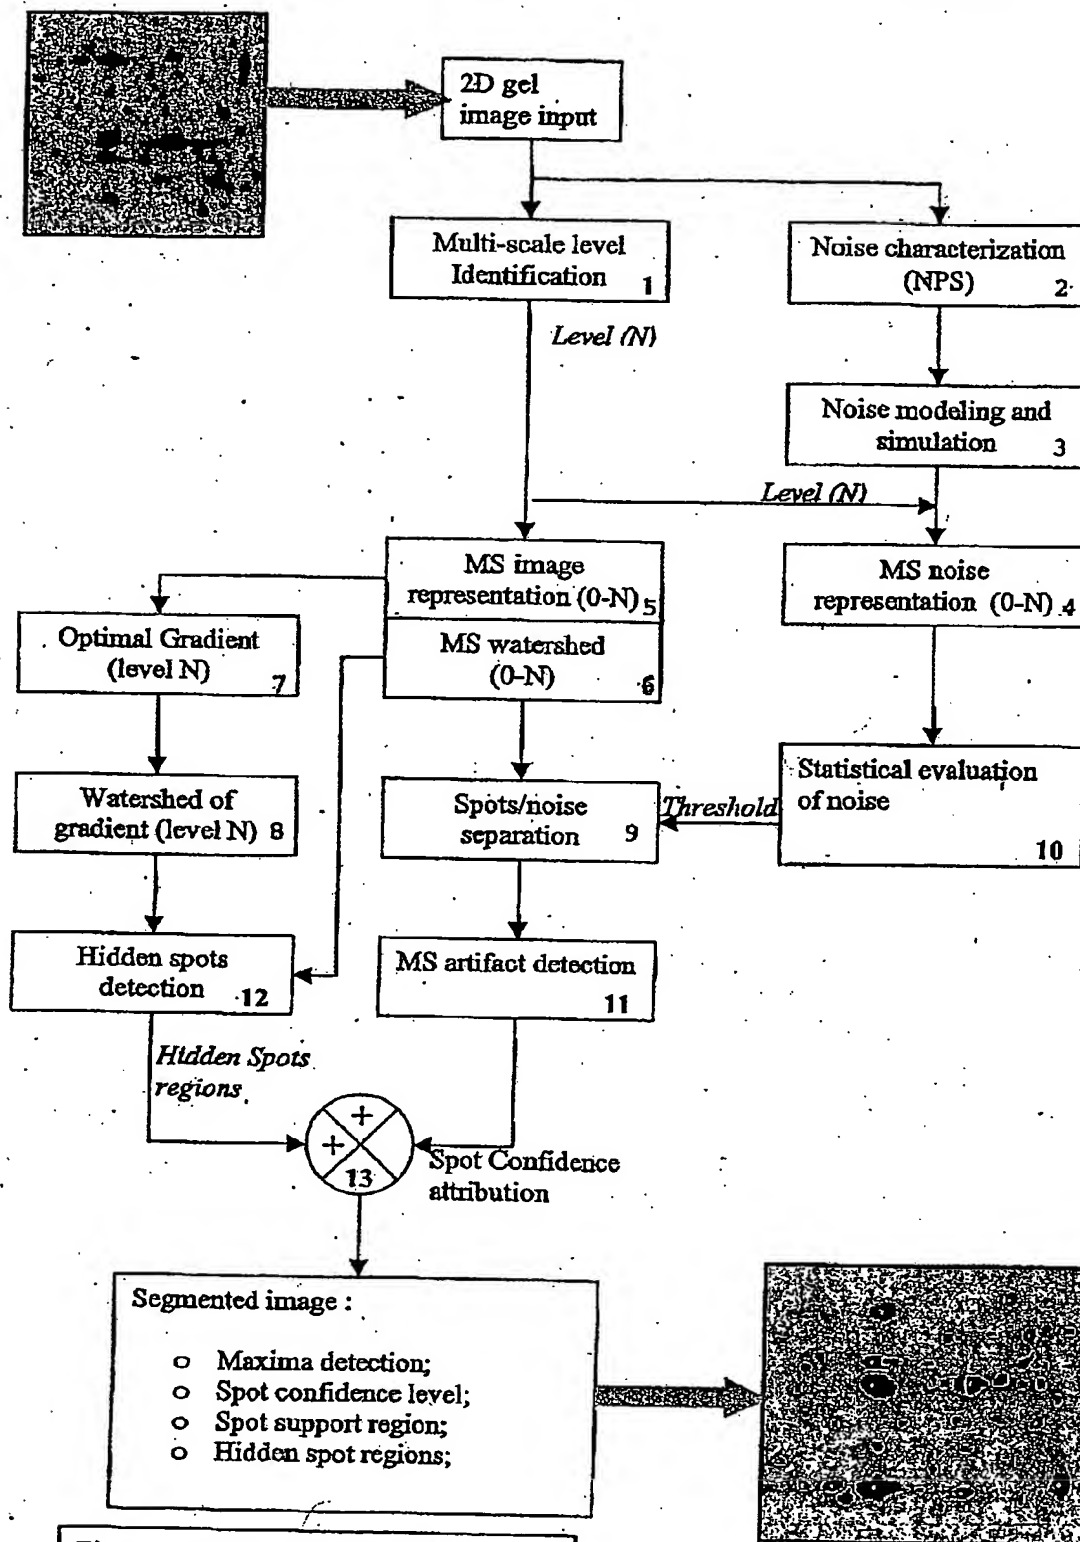 2D gel
image input
Multi-scale level
Identification 1
Noise characterization
(NPS) 2
Level (N)
Noise modeling and
simulation 3
Level (N)
MS image
representation (0-N) 5
MS noise
representation (0-N) 4
Optimal Gradient
(level N) 7
MS watershed
(0-N) 6
Watershed of
gradient (level N) 8
Spots/noise
separation 9
Threshold
Statistical evaluation
of noise
10
Hidden spots
detection 12
MS artifact detection
11
Hidden Spots
regions
+
+
13
Spot Confidence
attribution
Segmented image :
o Maxima detection;
o Spot confidence level;
o Spot support region;
o Hidden spot regions;